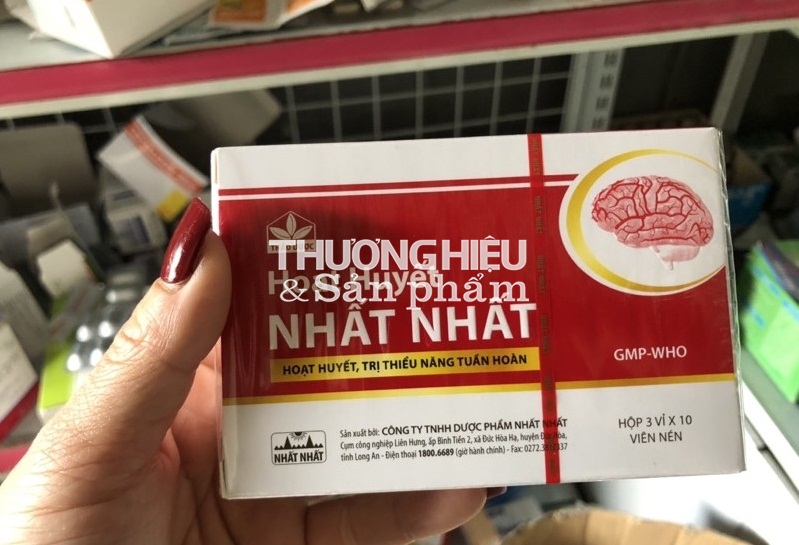 THẢO DƯỢC
THƯƠNG HIỆU
Hoạt Huyết
& Sản phẩm
NHẤT NHẤT
HOẠT HUYẾT, TRỊ THIỂU NĂNG TUẦN HOÀN
GMP-WHO
HỘP 3 VỈ X 10
VIÊN NÉN
NHẤT NHẤT
Sản xuất bởi: CÔNG TY TNHH DƯỢC PHẨM NHẤT NHẤT
Cụm công nghiệp Liên Hưng, ấp Bình Tiền 2, xã Đức Hòa Hạ, huyện Đức Hòa,
tỉnh Long An - Điện thoại 1800.6689 (giờ hành chính) - Fax: 0272.